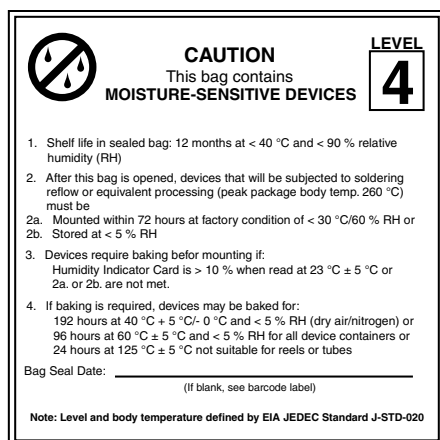 LEVEL
CAUTION
4
This bag contains
MOISTURE-SENSITIVE DEVICES
1. Shelf life in sealed bag: 12 months at < 40 °C and < 90 % relative
humidity (RH)
2. After this bag is opened, devices that will be subjected to soldering
reflow or equivalent processing (peak package body temp. 260 °C)
must be
2a. Mounted within 72 hours at factory condition of < 30 °C/60 % RH or
2b. Stored at < 5 % RH
3. Devices require baking befor mounting if:
Humidity Indicator Card is > 10 % when read at 23 °C ± 5 °C or
2a. or 2b. are not met.
4. If baking is required, devices may be baked for:
192 hours at 40 °C + 5 °C/- 0 °C and < 5 % RH (dry air/nitrogen) or
96 hours at 60 °C ± 5 °C and < 5 % RH for all device containers or
24 hours at 125 °C ± 5 °C not suitable for reels or tubes
Bag Seal Date:
(If blank, see barcode label)
Note: Level and body temperature defined by EIA JEDEC Standard J-STD-020